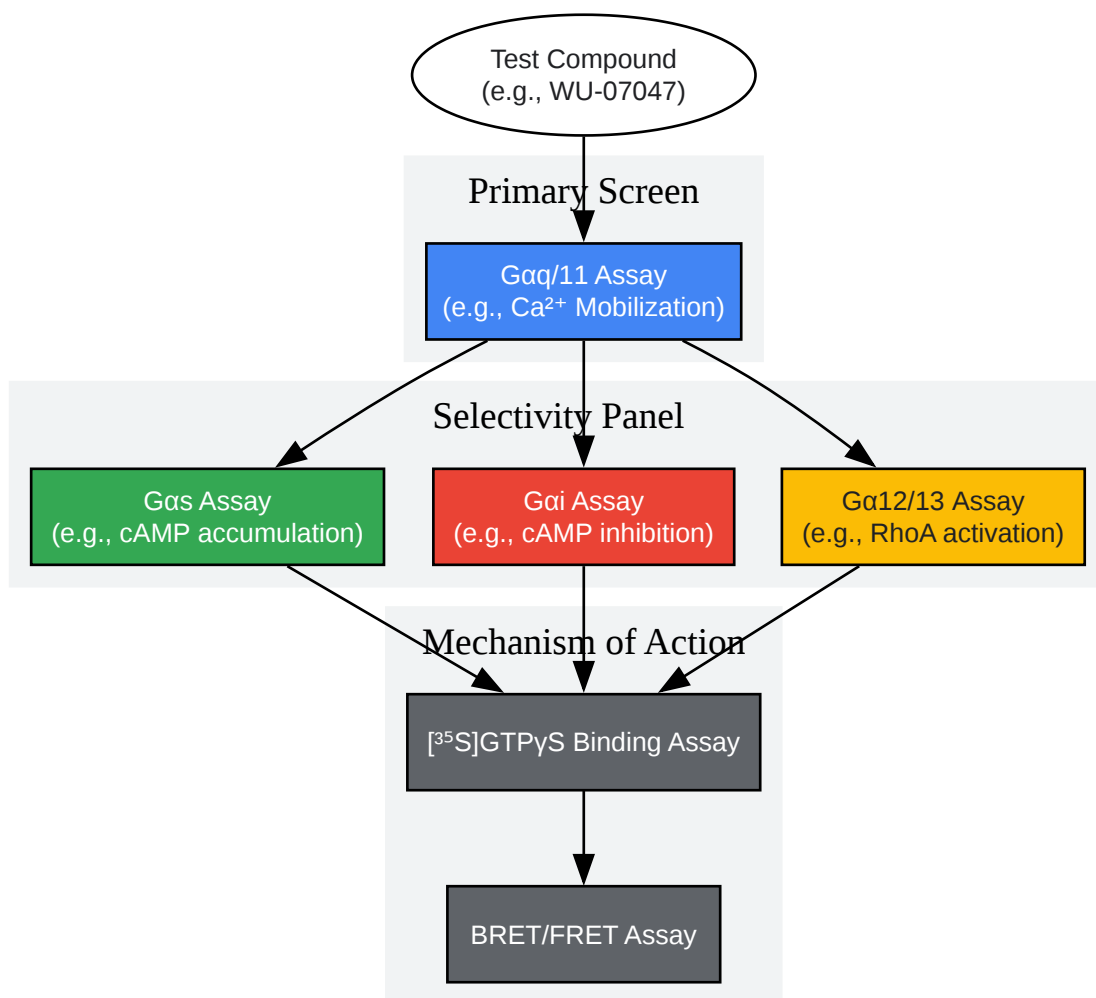 Test Compound
(e.g., WU-07047)
Primary Screen
Gαq/11 Assay
(e.g., Ca²⁺ Mobilization)
Selectivity Panel
Gαs Assay
(e.g., cAMP accumulation)
Gαi Assay
(e.g., cAMP inhibition)
Gα12/13 Assay
(e.g., RhoA activation)
Mechanism of Action
[³⁵S]GTPγS Binding Assay
BRET/FRET Assay